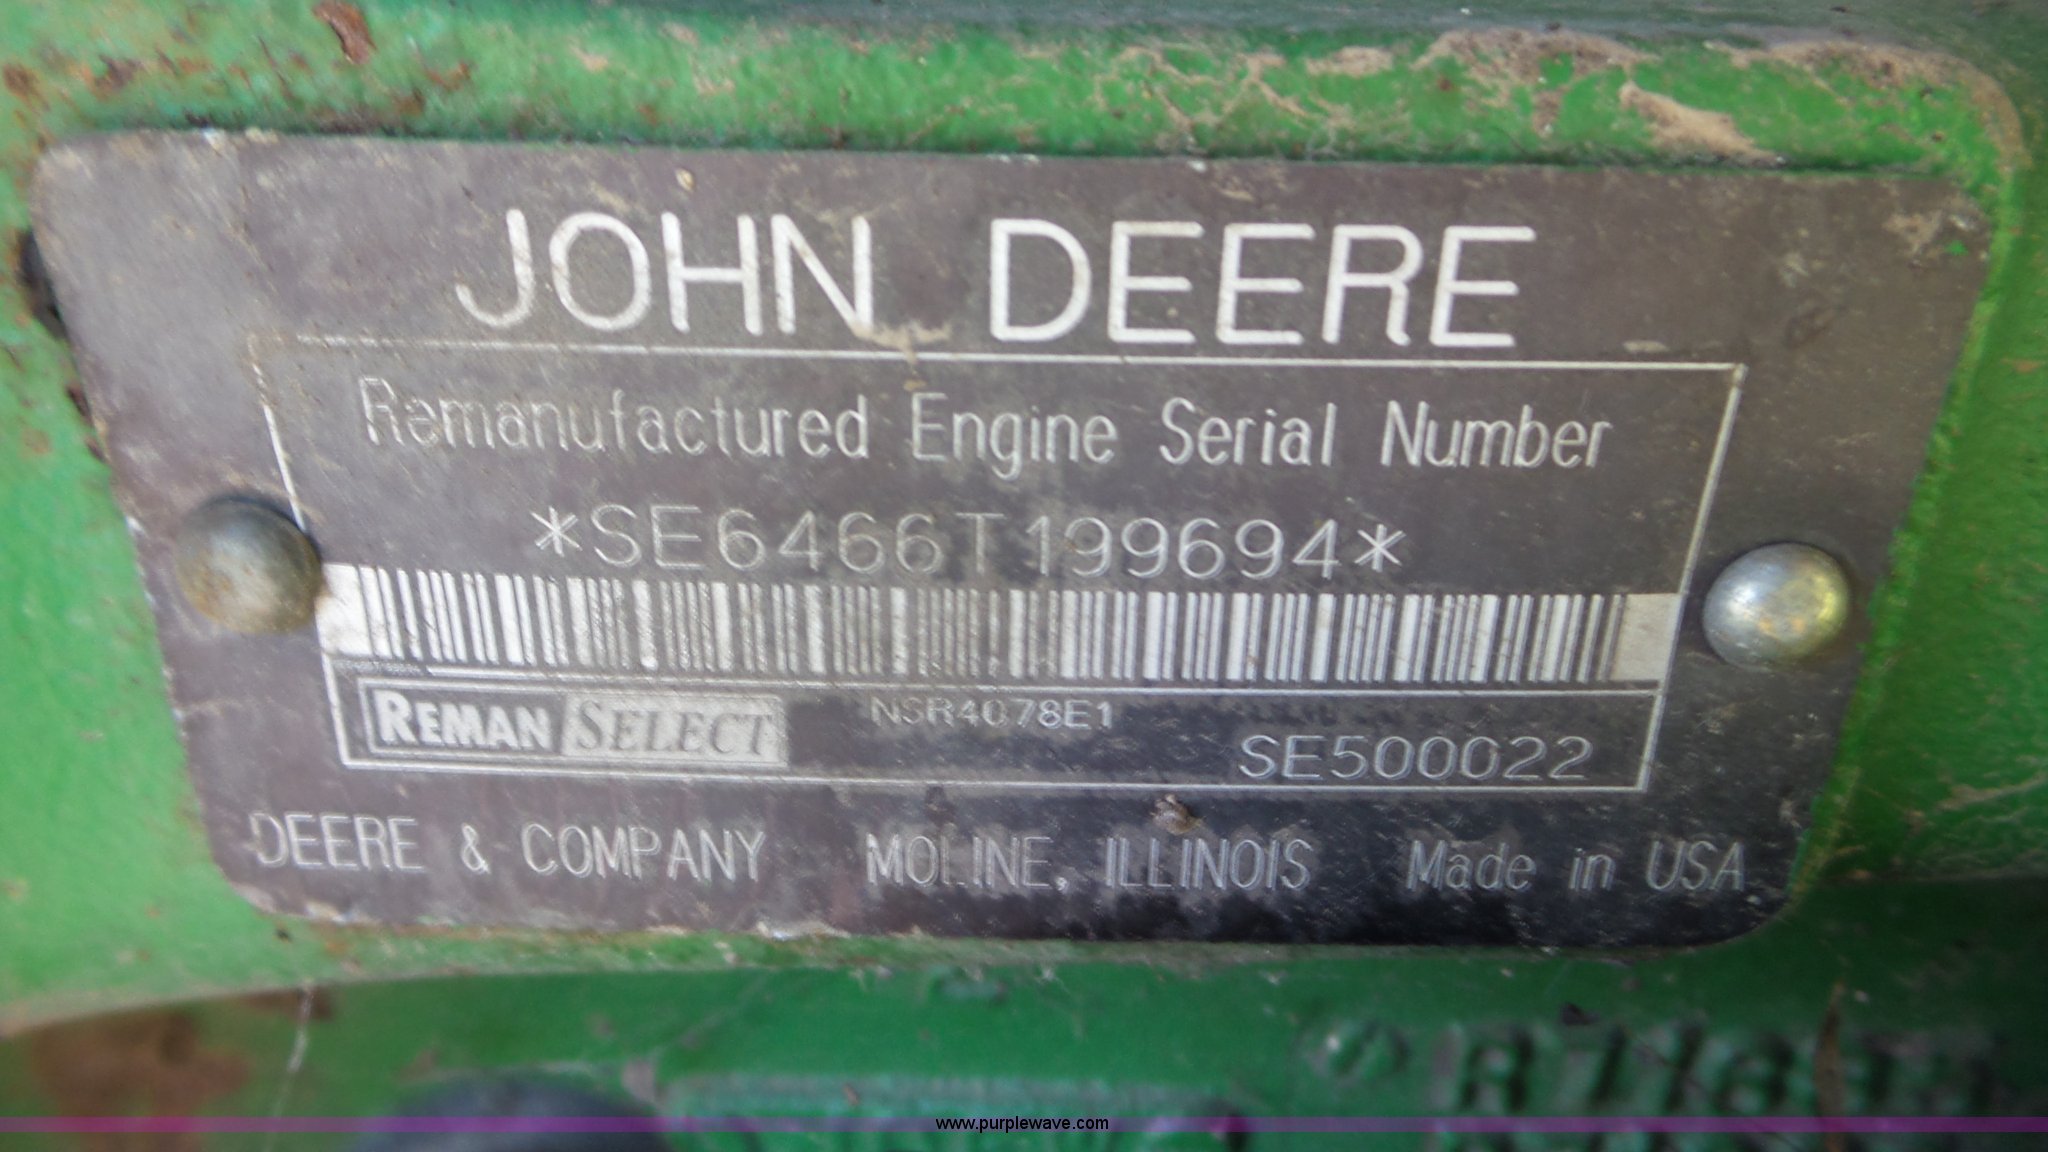 JOHN DEERE
Remanufactured Engine Serial Number
*SE6466T199694*
REMAN SELECT
NSR4078E1
SE500022
DEERE & COMPANY MOLINE, ILLINOIS Made in USA
www.purplewave.com